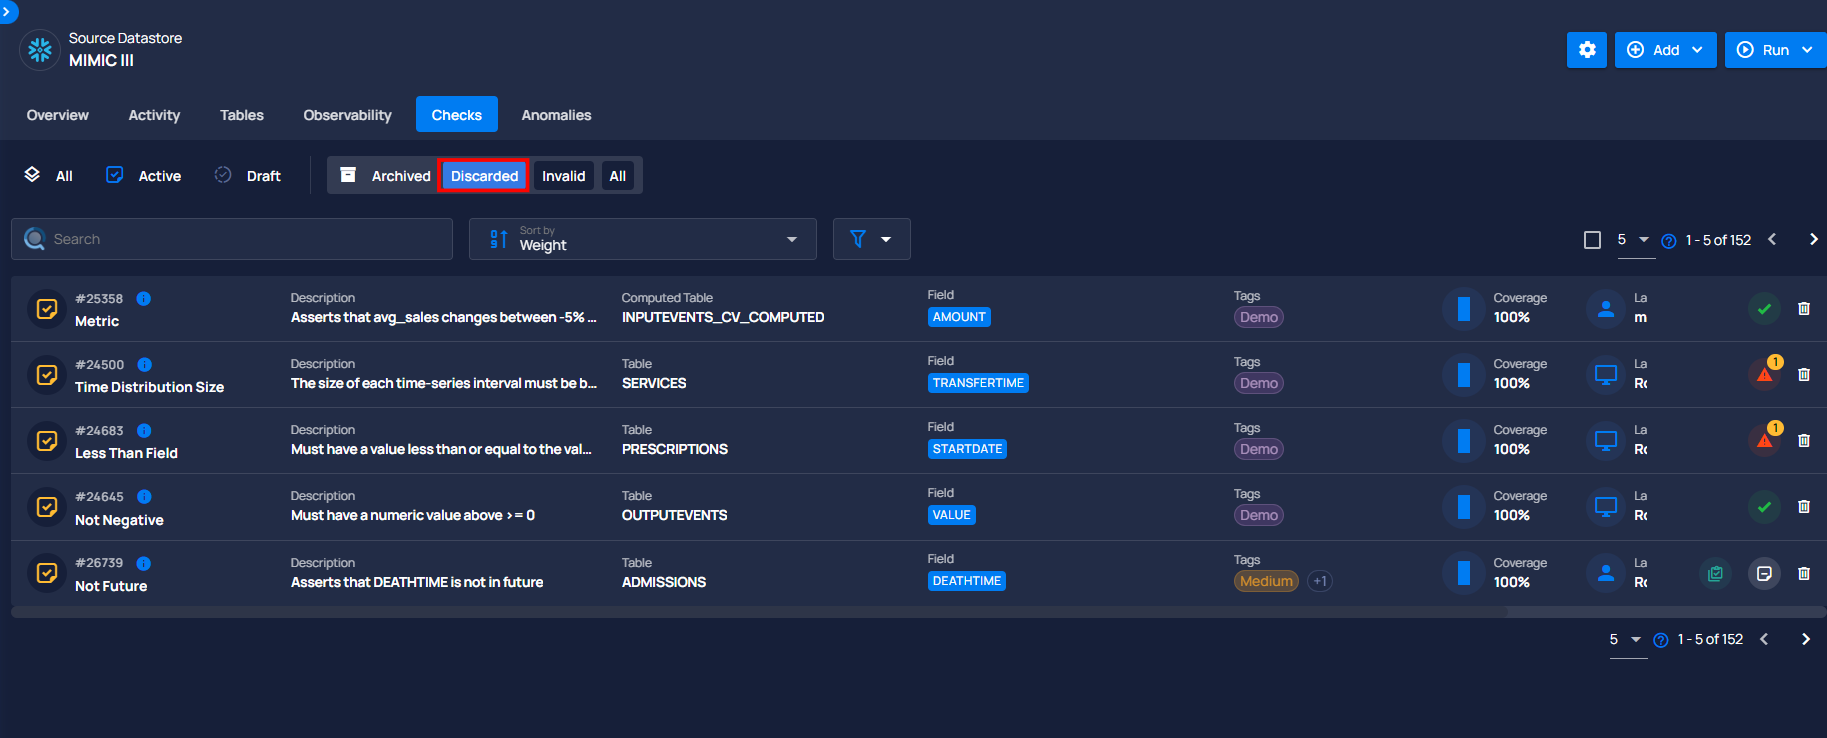 Source Datastore
MIMIC III
Add
Run
Overview
Activity
Tables
Observability
Checks
Anomalies
All
Active
Draft
Archived
Discarded
Invalid
All
Search
Sort by
Weight
5
1 - 5 of 152
#25358
Metric
Description
Asserts that avg_sales changes between -5% ...
Computed Table
INPUTEVENTS_CV_COMPUTED
Field
AMOUNT
Tags
Demo
Coverage
100%
La
m
#24500
Time Distribution Size
Description
The size of each time-series interval must be b...
Table
SERVICES
Field
TRANSFERTIME
Tags
Demo
Coverage
100%
La
Ro
1
#24683
Less Than Field
Description
Must have a value less than or equal to the val...
Table
PRESCRIPTIONS
Field
STARTDATE
Tags
Demo
Coverage
100%
La
Ro
1
#24645
Not Negative
Description
Must have a numeric value above >= 0
Table
OUTPUTEVENTS
Field
VALUE
Tags
Demo
Coverage
100%
La
Ro
#26739
Not Future
Description
Asserts that DEATHTIME is not in future
Table
ADMISSIONS
Field
DEATHTIME
Tags
Medium
+1
Coverage
100%
La
Ro
5
1 - 5 of 152